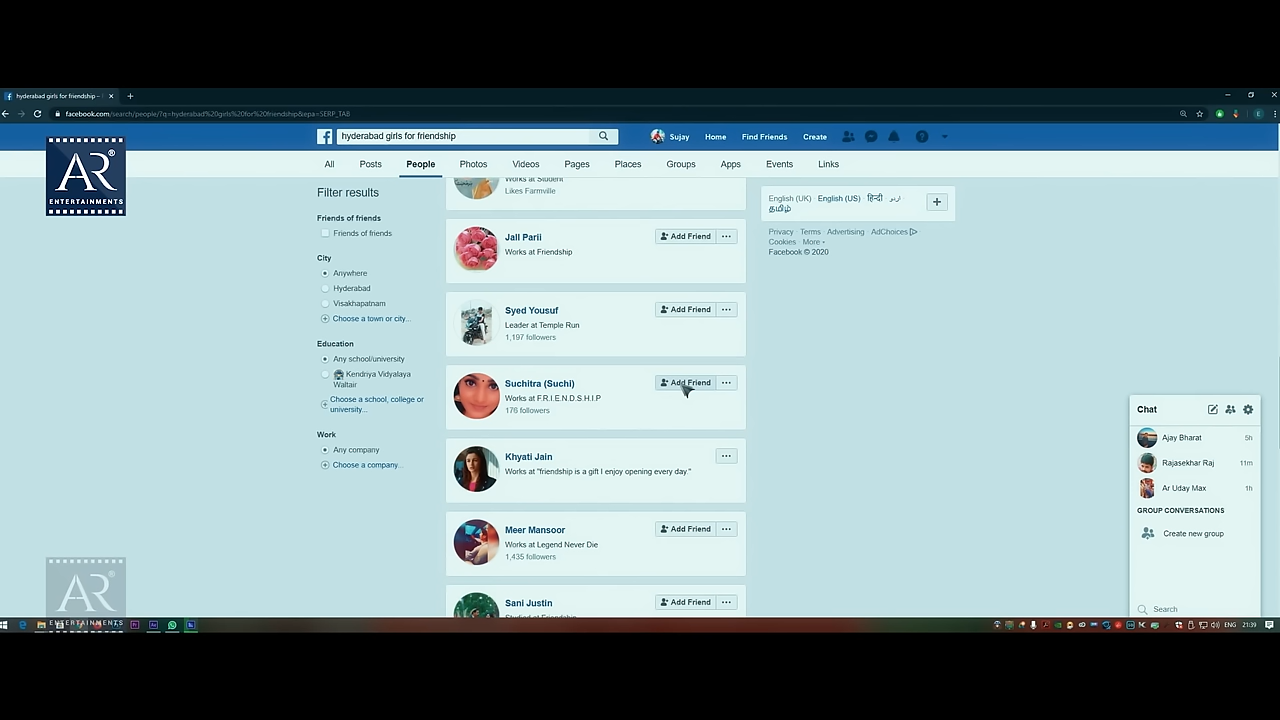 hyderabad girls for friendship -
facebook.com/search/people/?q=hyderabad%20girls%20for%20friendship&epa=SERP_TAB
hyderabad girls for friendship
Sujay
Home
Find Friends
Create
AR®
ENTERTAINMENTS
All
Posts
People
Photos
Videos
Pages
Places
Groups
Apps
Events
Links
Filter results
Friends of friends
Friends of friends
City
Anywhere
Hyderabad
Visakhapatnam
Choose a town or city...
Education
Any school/university
Kendriya Vidyalaya
Waltair
Choose a school, college or
university...
Work
Any company
Choose a company...
Works at Student
Likes Farmville
Jall Parii
Works at Friendship
Add Friend
Syed Yousuf
Leader at Temple Run
1,197 followers
Add Friend
Suchitra (Suchi)
Works at F.R.I.E.N.D.S.H.I.P
176 followers
Add Friend
Khyati Jain
Works at "friendship is a gift I enjoy opening every day."
Meer Mansoor
Works at Legend Never Die
1,435 followers
Add Friend
Sani Justin
Studied at Friendship
Add Friend
English (UK) · English (US) · हिन्दी · اردو ·
தமிழ்
Privacy · Terms · Advertising · AdChoices ·
Cookies · More
Facebook © 2020
Chat
Ajay Bharat 5h
Rajasekhar Raj 11m
Ar Uday Max 1h
GROUP CONVERSATIONS
Create new group
Search
AR®
ENTERTAINMENTS
ENG 21:39